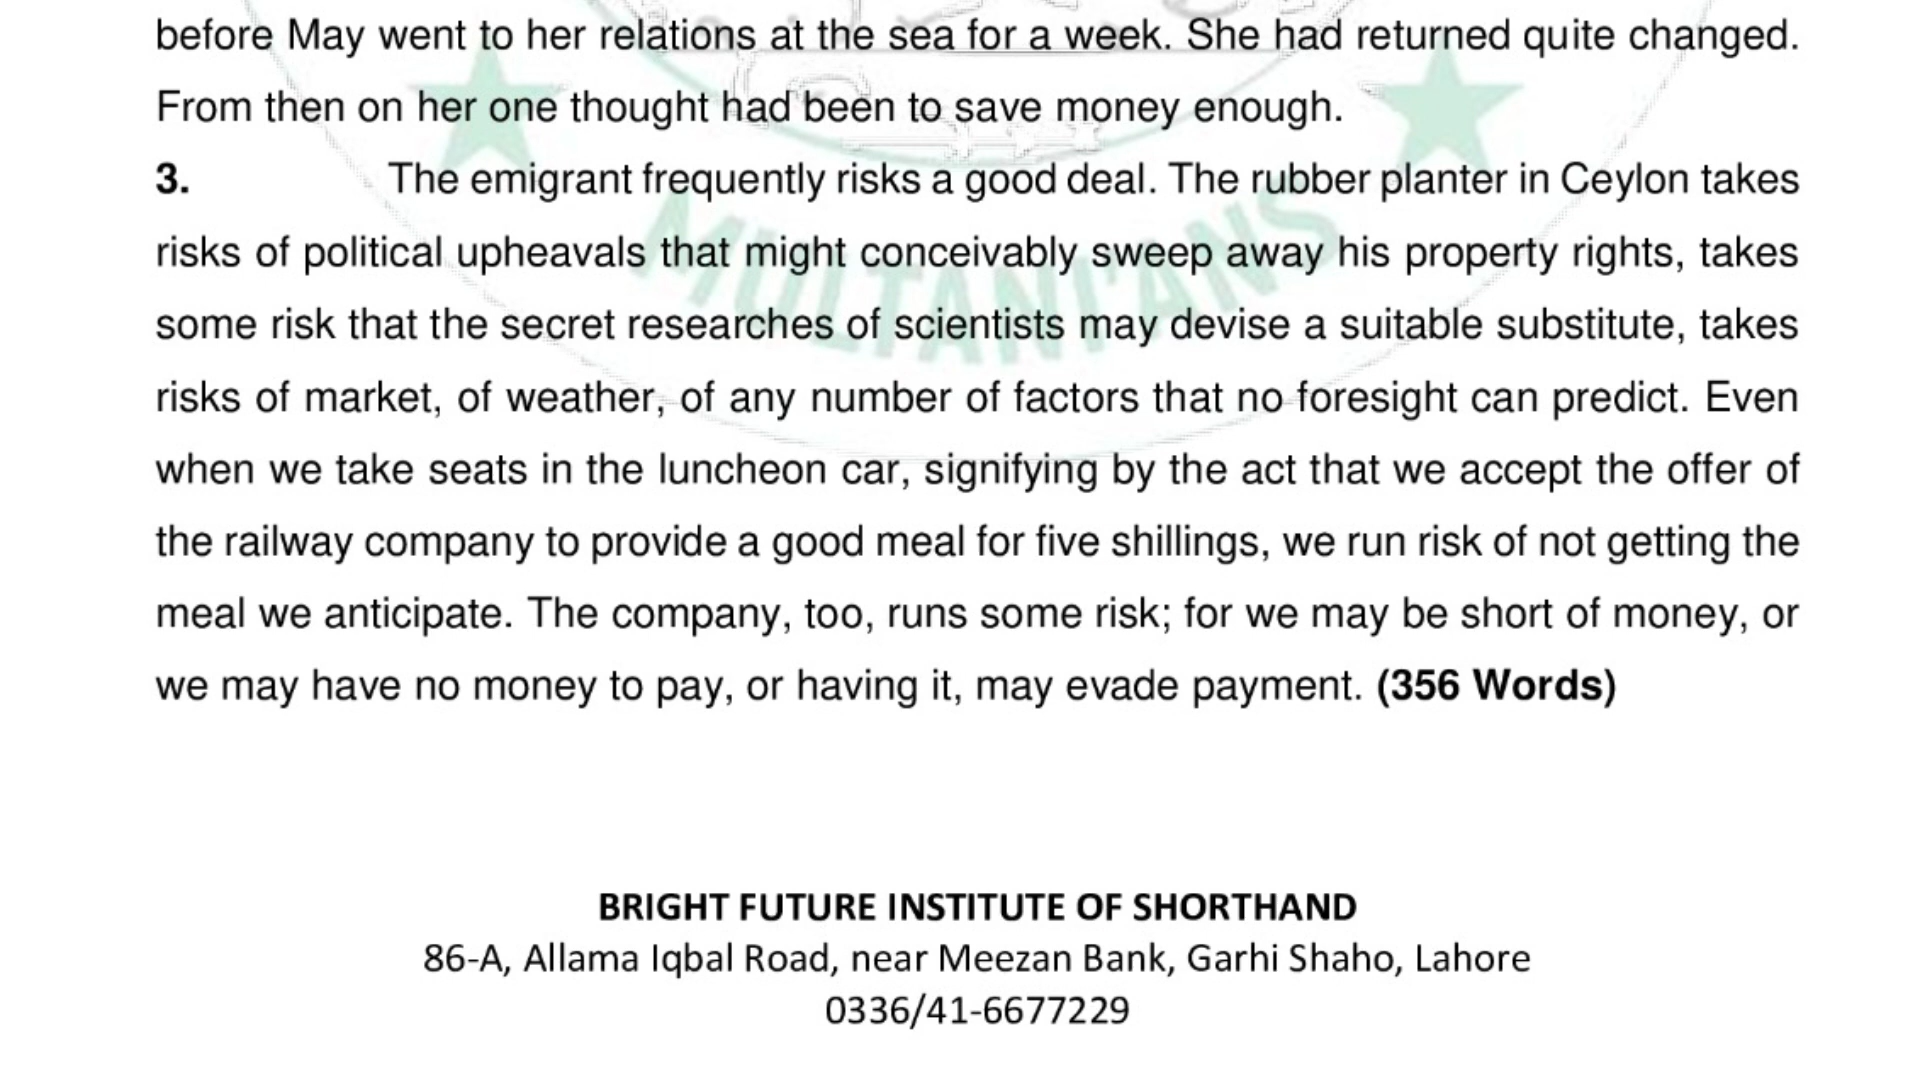 before May went to her relations at the sea for a week. She had returned quite changed.
From then on her one thought had been to save money enough.
3. The emigrant frequently risks a good deal. The rubber planter in Ceylon takes
risks of political upheavals that might conceivably sweep away his property rights, takes
some risk that the secret researches of scientists may devise a suitable substitute, takes
risks of market, of weather, of any number of factors that no foresight can predict. Even
when we take seats in the luncheon car, signifying by the act that we accept the offer of
the railway company to provide a good meal for five shillings, we run risk of not getting the
meal we anticipate. The company, too, runs some risk; for we may be short of money, or
we may have no money to pay, or having it, may evade payment. (356 Words)
MULTANI'ANS
BRIGHT FUTURE INSTITUTE OF SHORTHAND
86-A, Allama Iqbal Road, near Meezan Bank, Garhi Shaho, Lahore
0336/41-6677229